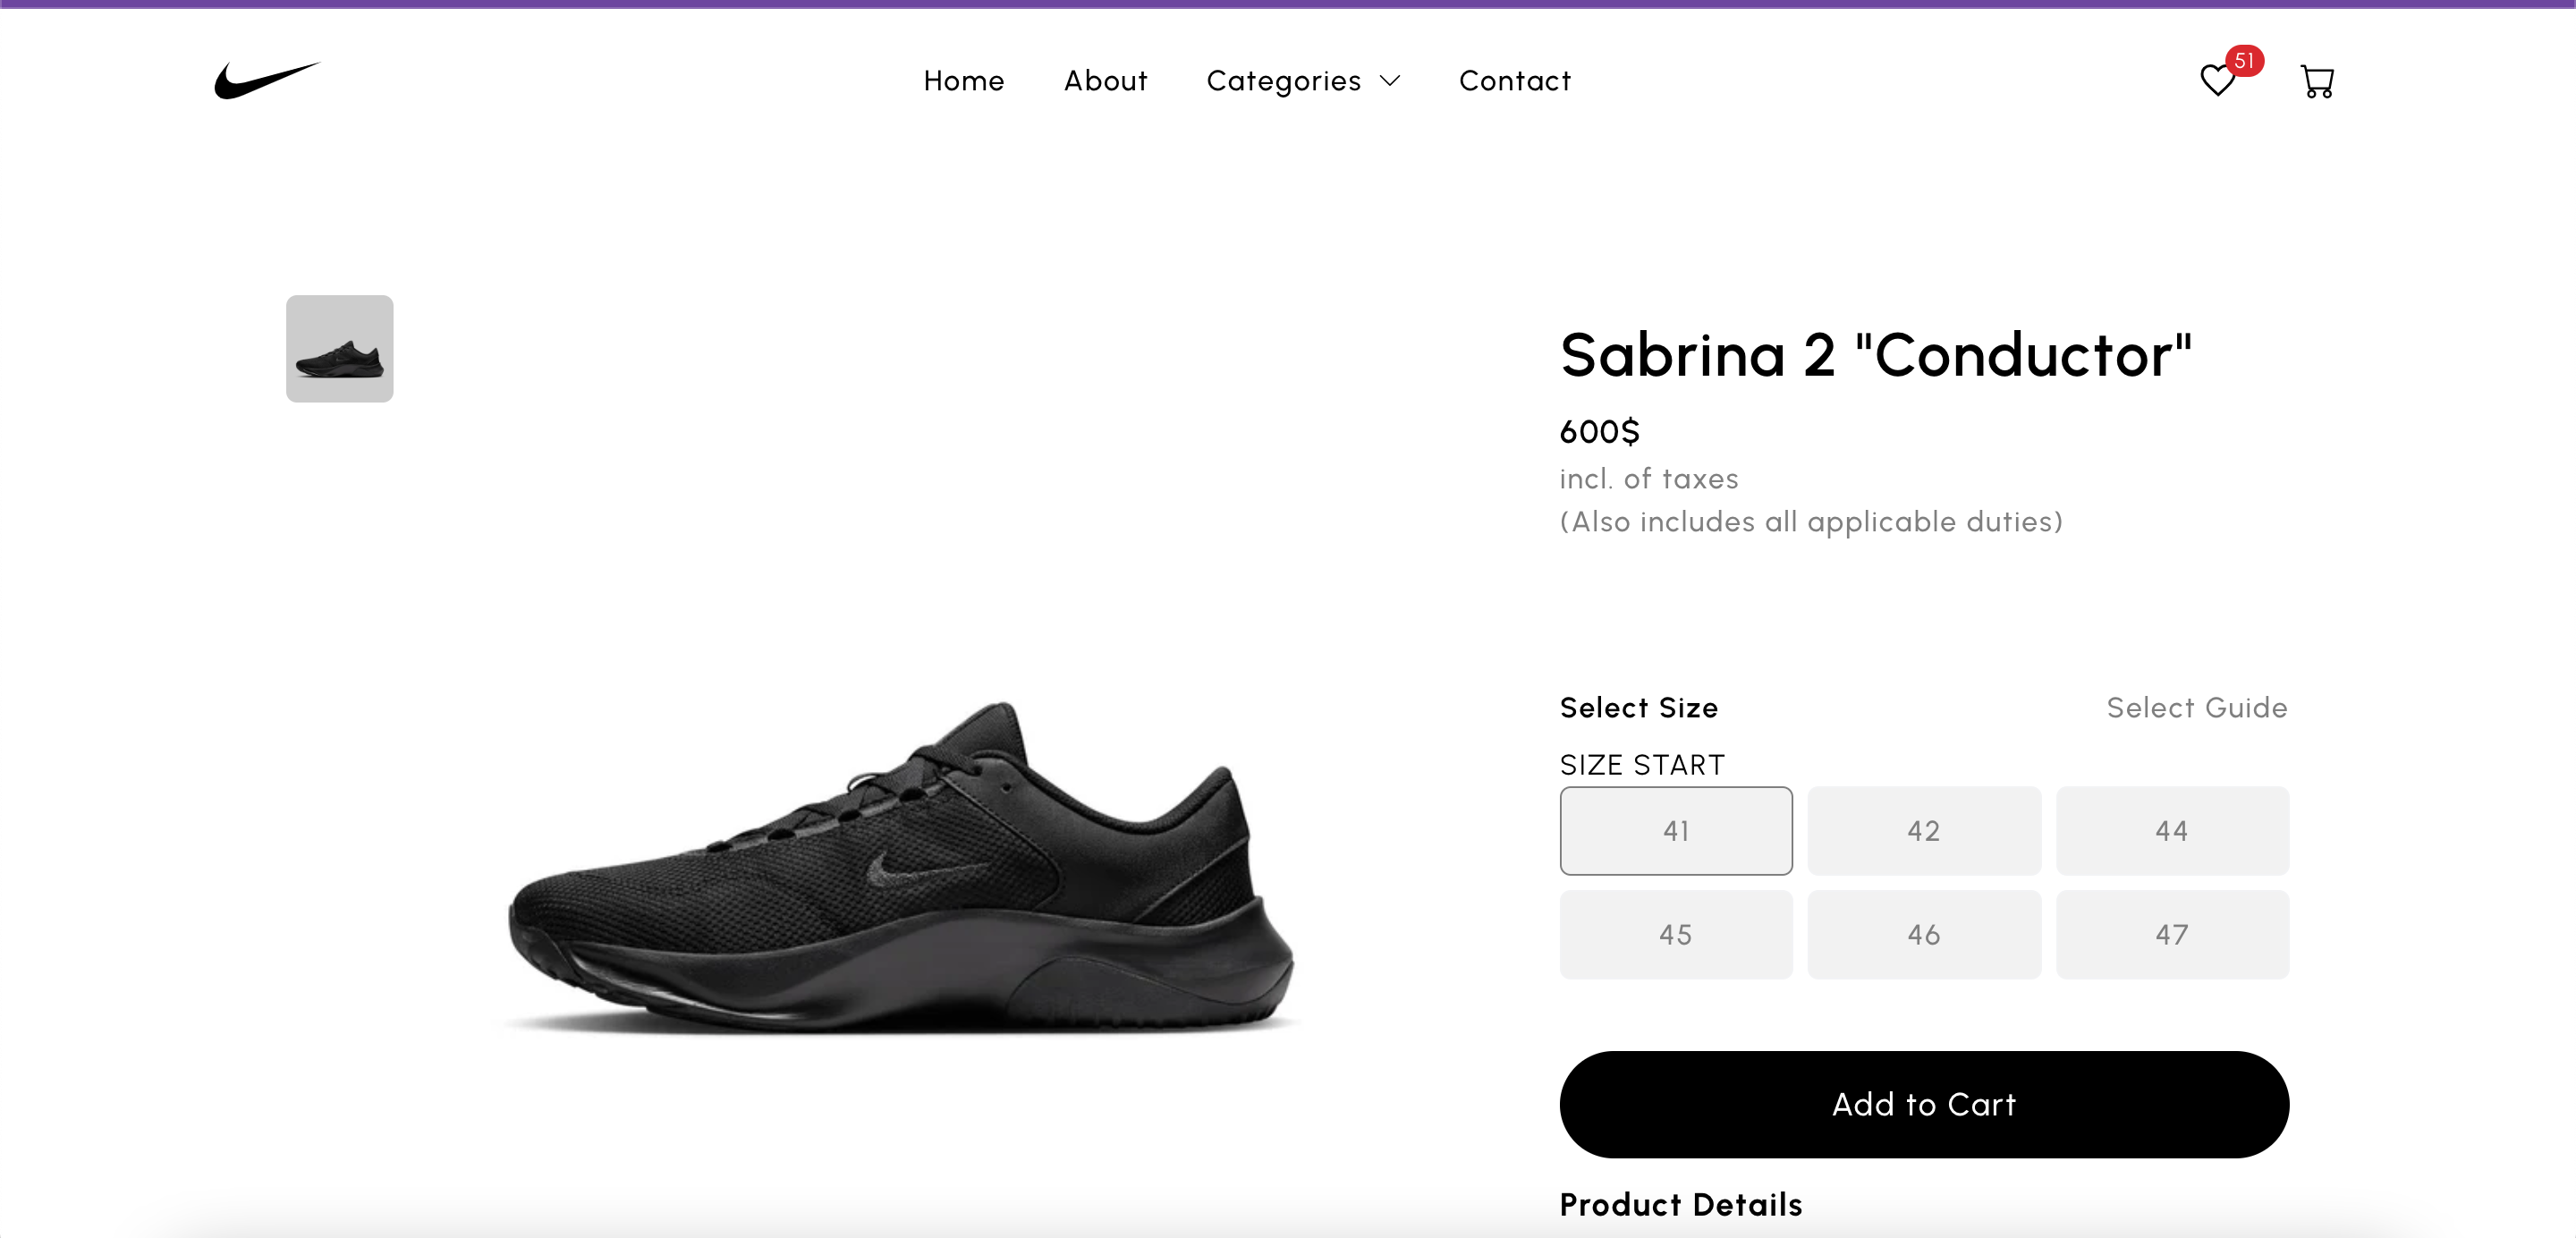 Home About Categories Contact 51
Sabrina 2 "Conductor"
600$
incl. of taxes
(Also includes all applicable duties)
Select Size Select Guide
SIZE START
41 42 44
45 46 47
Add to Cart
Product Details